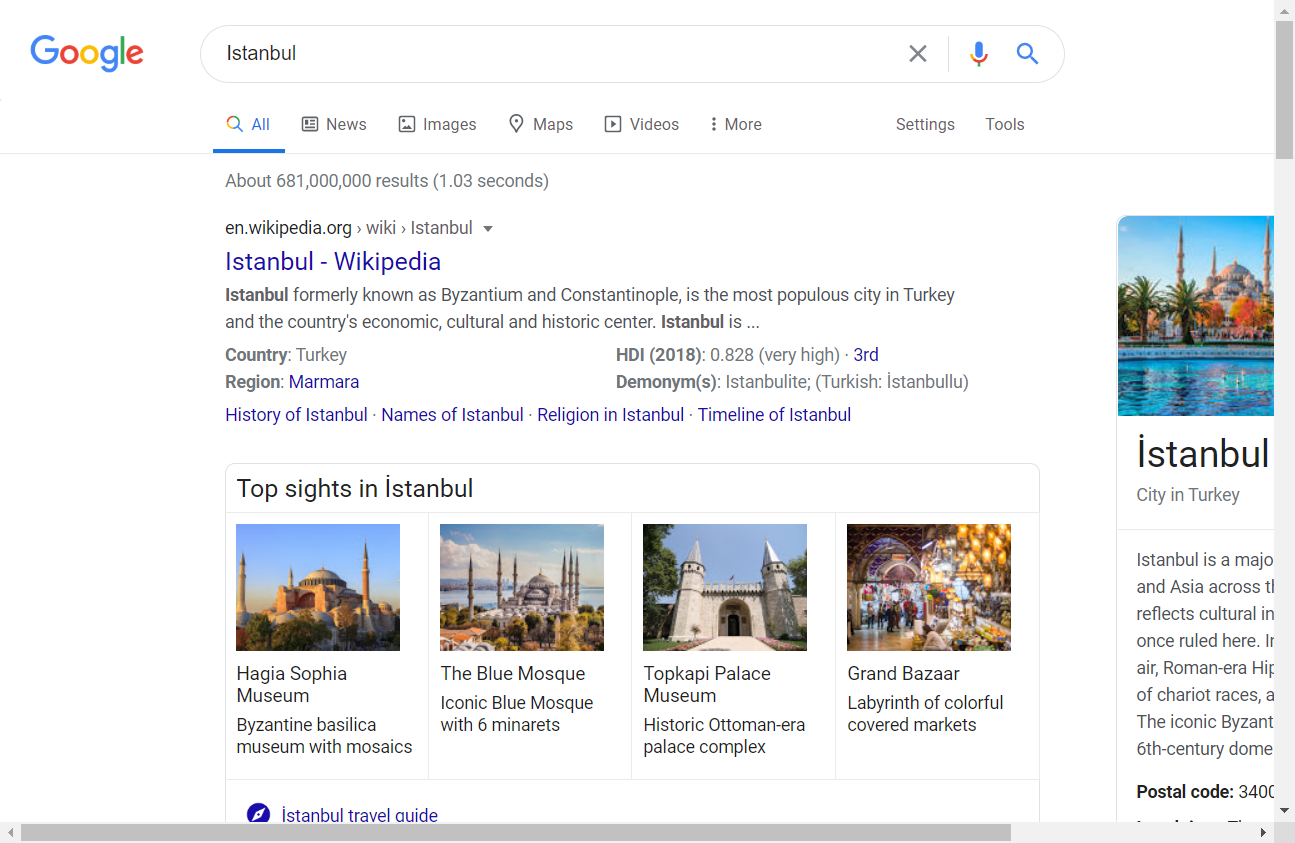 Google
Istanbul
All News Images Maps Videos More Settings Tools
About 681,000,000 results (1.03 seconds)
en.wikipedia.org › wiki › Istanbul
Istanbul - Wikipedia
Istanbul formerly known as Byzantium and Constantinople, is the most populous city in Turkey
and the country's economic, cultural and historic center. Istanbul is ...
Country: Turkey
HDI (2018): 0.828 (very high) · 3rd
Region: Marmara
Demonym(s): Istanbulite; (Turkish: İstanbullu)
History of Istanbul · Names of Istanbul · Religion in Istanbul · Timeline of Istanbul
Top sights in İstanbul
Hagia Sophia
Museum
Byzantine basilica
museum with mosaics
The Blue Mosque
Iconic Blue Mosque
with 6 minarets
Topkapi Palace
Museum
Historic Ottoman-era
palace complex
Grand Bazaar
Labyrinth of colorful
covered markets
İstanbul travel guide
İstanbul
City in Turkey
Istanbul is a majo
and Asia across
reflects cultural in
once ruled here.
air, Roman-era Hip
of chariot races, a
The iconic Byzant
6th-century dome
Postal code: 3400